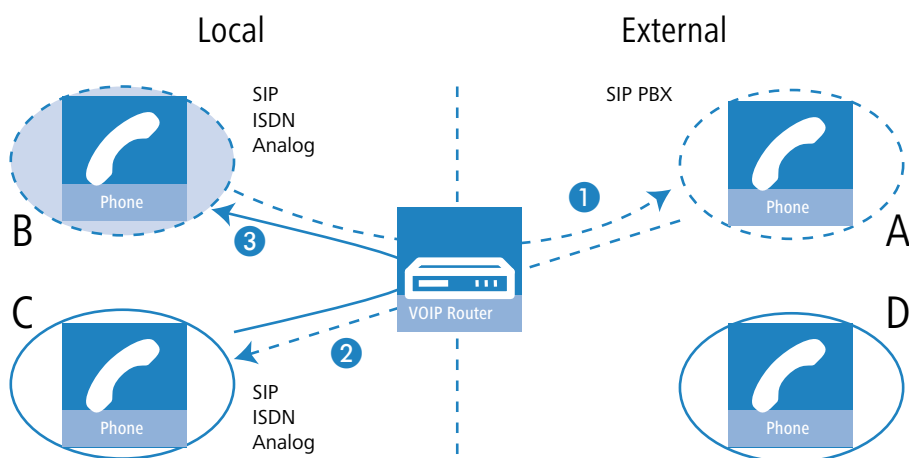 Local
External
SIP
ISDN
Analog
SIP PBX
Phone
Phone
B
A
1
3
VOIP Router
C
D
2
Phone
Phone
SIP
ISDN
Analog